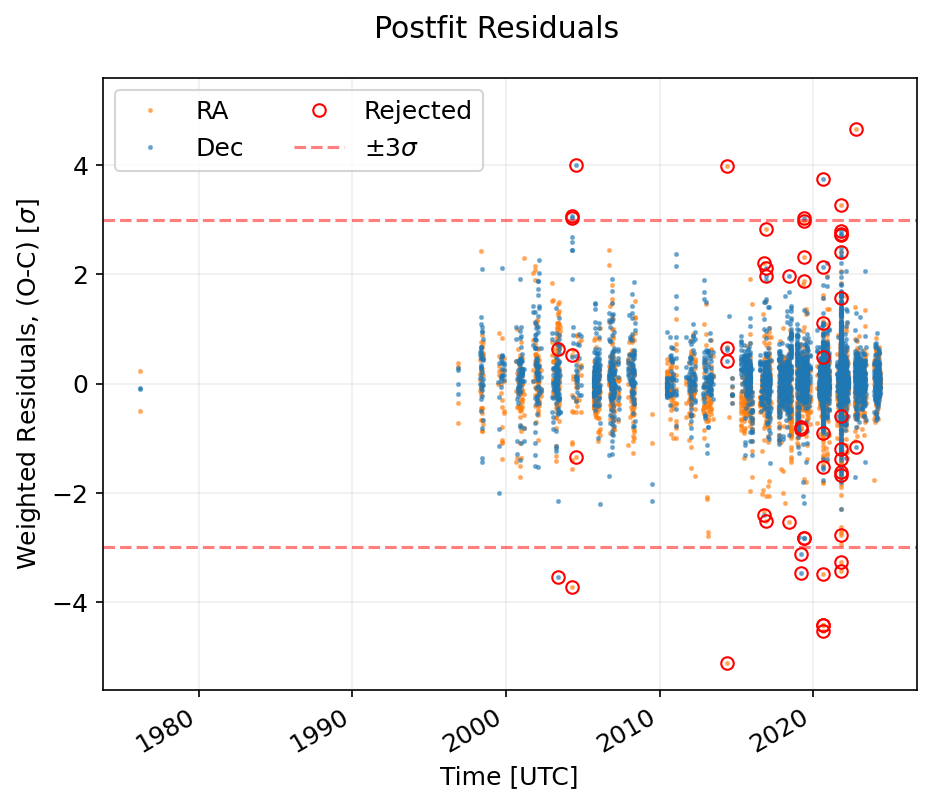 Postfit Residuals
RA
Dec
Rejected
±3σ
Weighted Residuals, (O-C) [σ]
4
2
0
−2
−4
1980
1990
2000
2010
2020
Time [UTC]